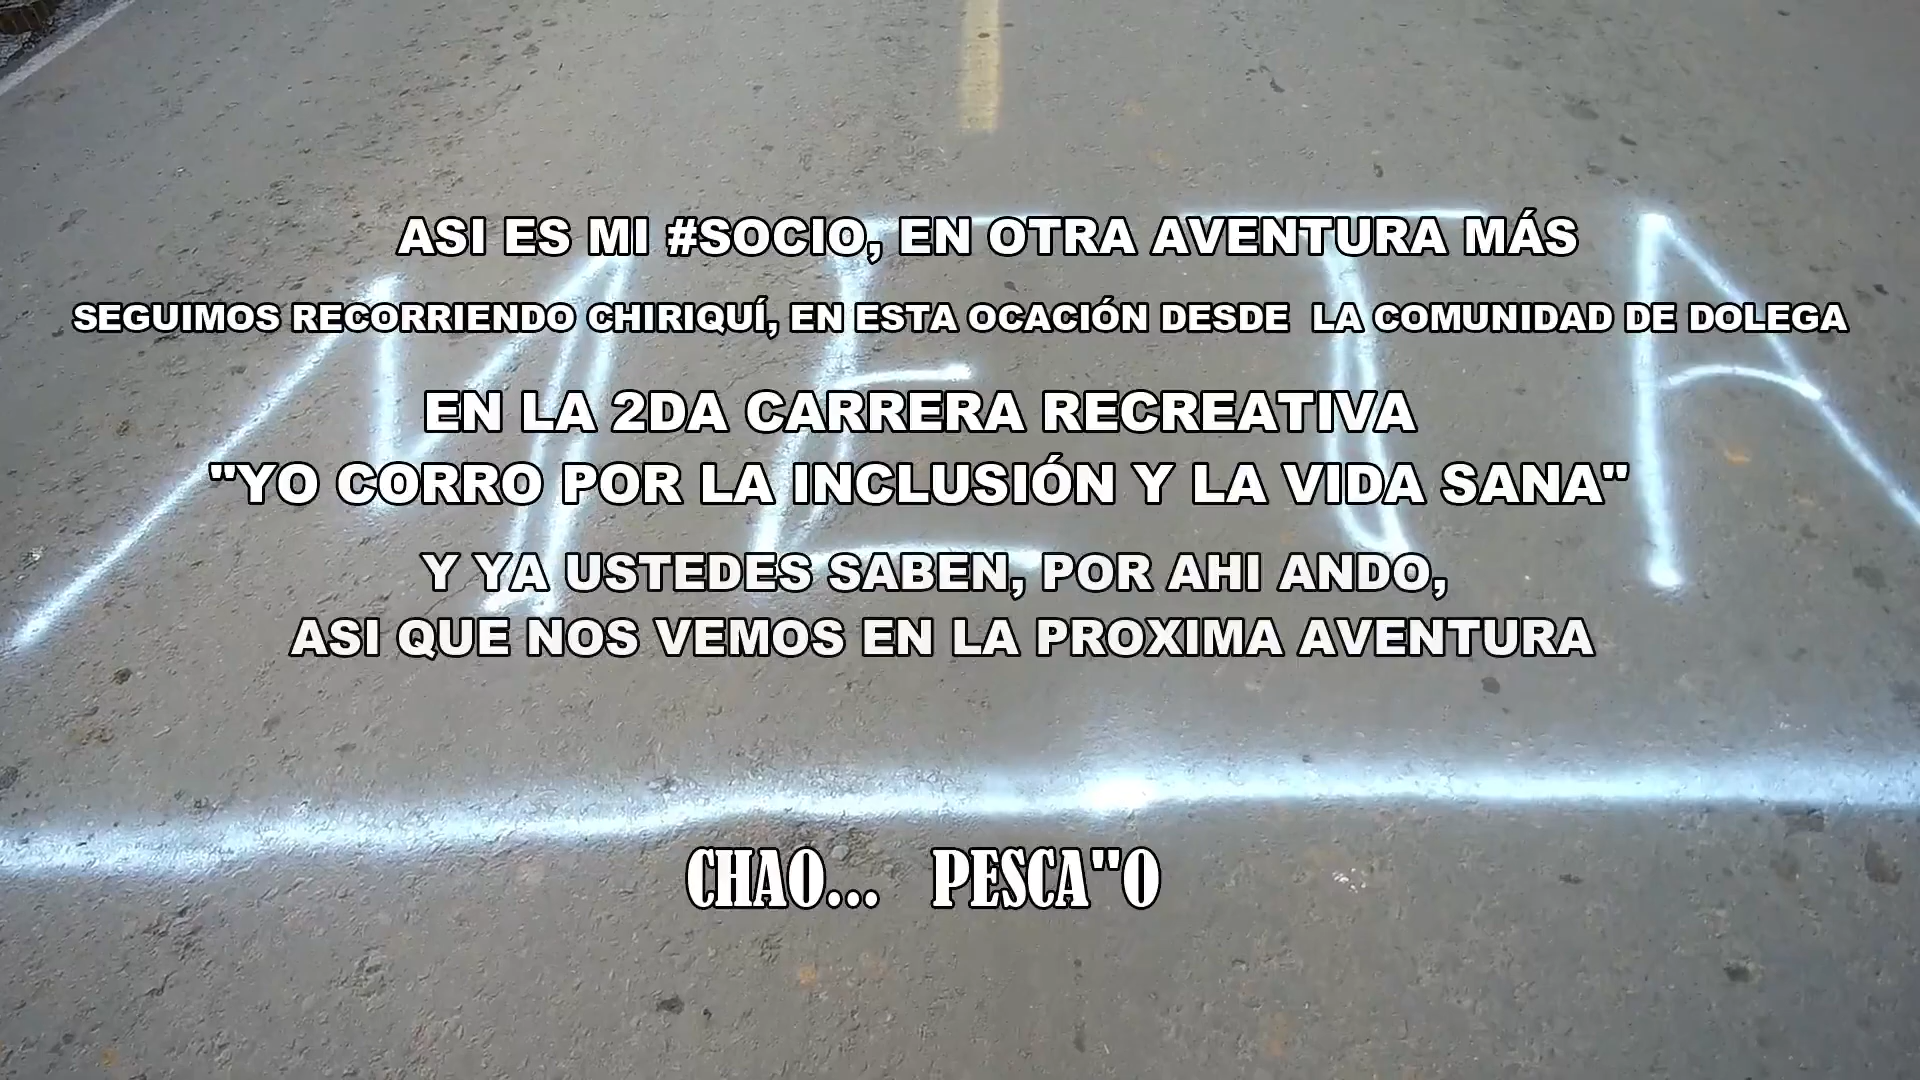 ASI ES MI #SOCIO, EN OTRA AVENTURA MÁS
SEGUIMOS RECORRIENDO CHIRIQUÍ, EN ESTA OCACIÓN DESDE LA COMUNIDAD DE DOLEGA
META
EN LA 2DA CARRERA RECREATIVA
"YO CORRO POR LA INCLUSIÓN Y LA VIDA SANA"
Y YA USTEDES SABEN, POR AHI ANDO,
ASI QUE NOS VEMOS EN LA PROXIMA AVENTURA
CHAO... PESCA"O